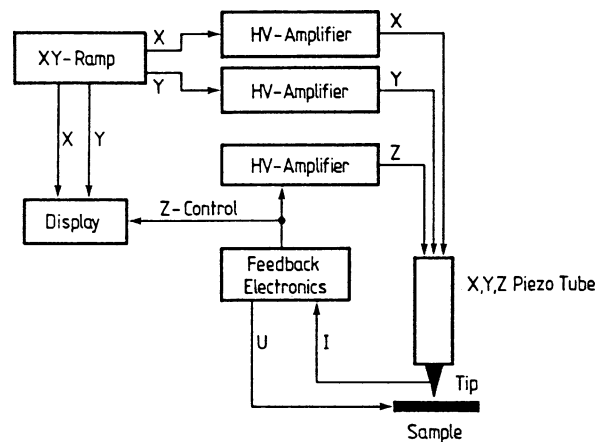 X
X
HV-Amplifier
XY-Ramp
Y
HV-Amplifier
Y
X
Y
HV-Amplifier
Z
Display
Z-Control
Feedback
Electronics
X,Y,Z Piezo Tube
U
I
Tip
Sample